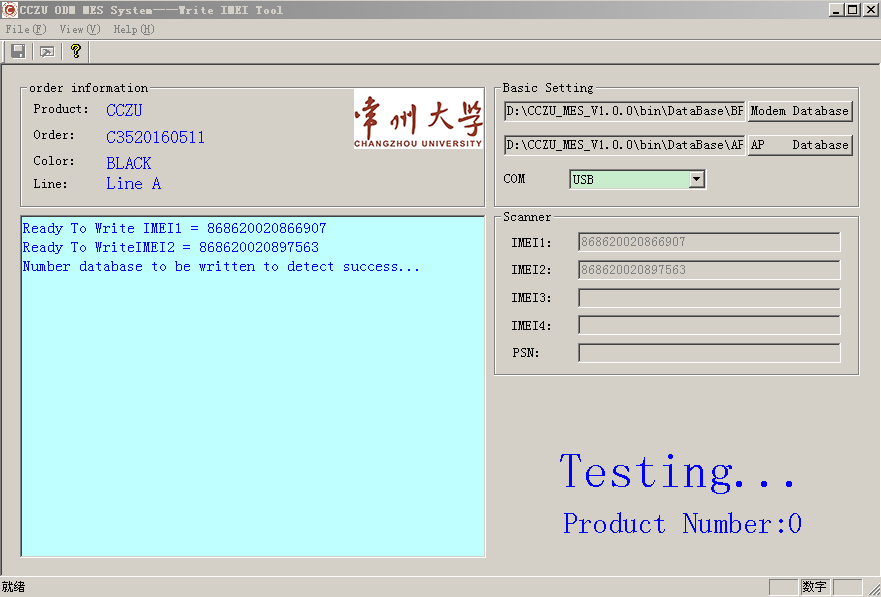 CCZU ODM MES System----Write IMEI Tool
File(F) View(V) Help(H)
order information
Product: CCZU
Order: C3520160511
Color: BLACK
Line: Line A
常州大学
CHANGZHOU UNIVERSITY
Basic Setting
D:\CCZU_MES_V1.0.0\bin\DataBase\BF Modem Database
D:\CCZU_MES_V1.0.0\bin\DataBase\AF AP Database
COM USB
Ready To Write IMEI1 = 868620020866907
Ready To WriteIMEI2 = 868620020897563
Number database to be written to detect success...
Scanner
IMEI1: 868620020866907
IMEI2: 868620020897563
IMEI3:
IMEI4:
PSN:
Testing...
Product Number:0
就绪
数字